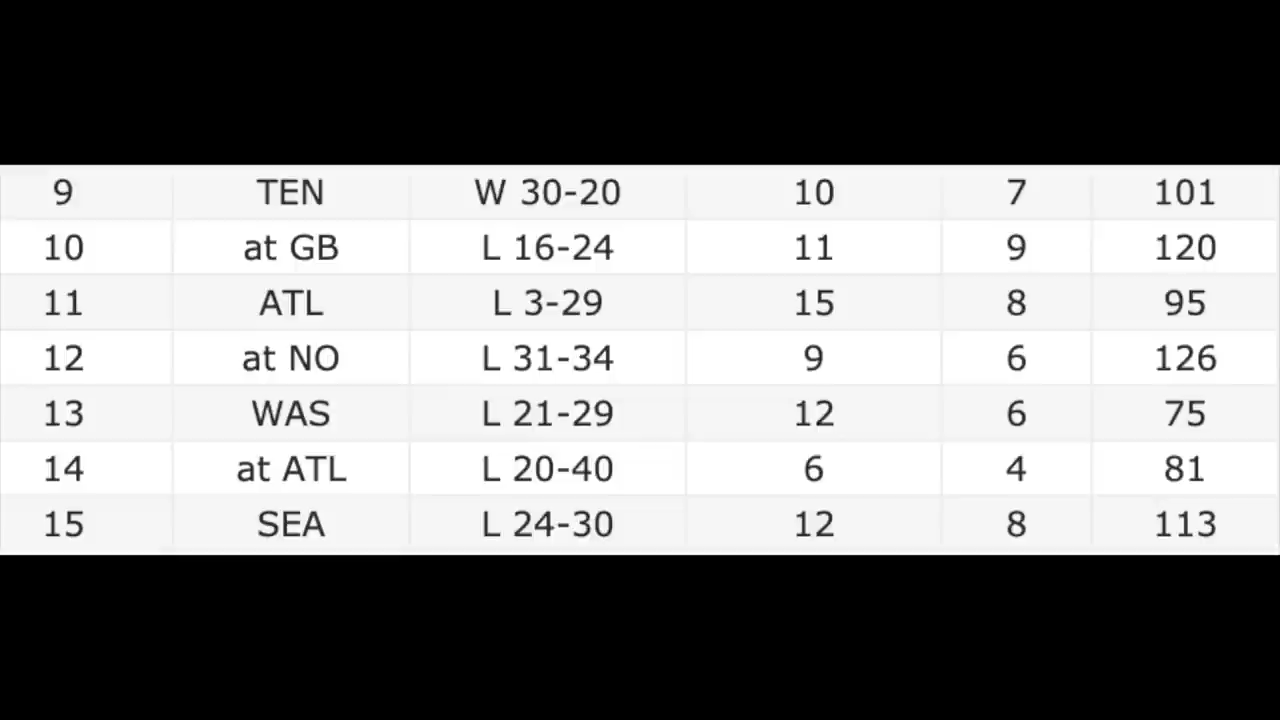 9 TEN W 30-20 10 7 101
10 at GB L 16-24 11 9 120
11 ATL L 3-29 15 8 95
12 at NO L 31-34 9 6 126
13 WAS L 21-29 12 6 75
14 at ATL L 20-40 6 4 81
15 SEA L 24-30 12 8 113